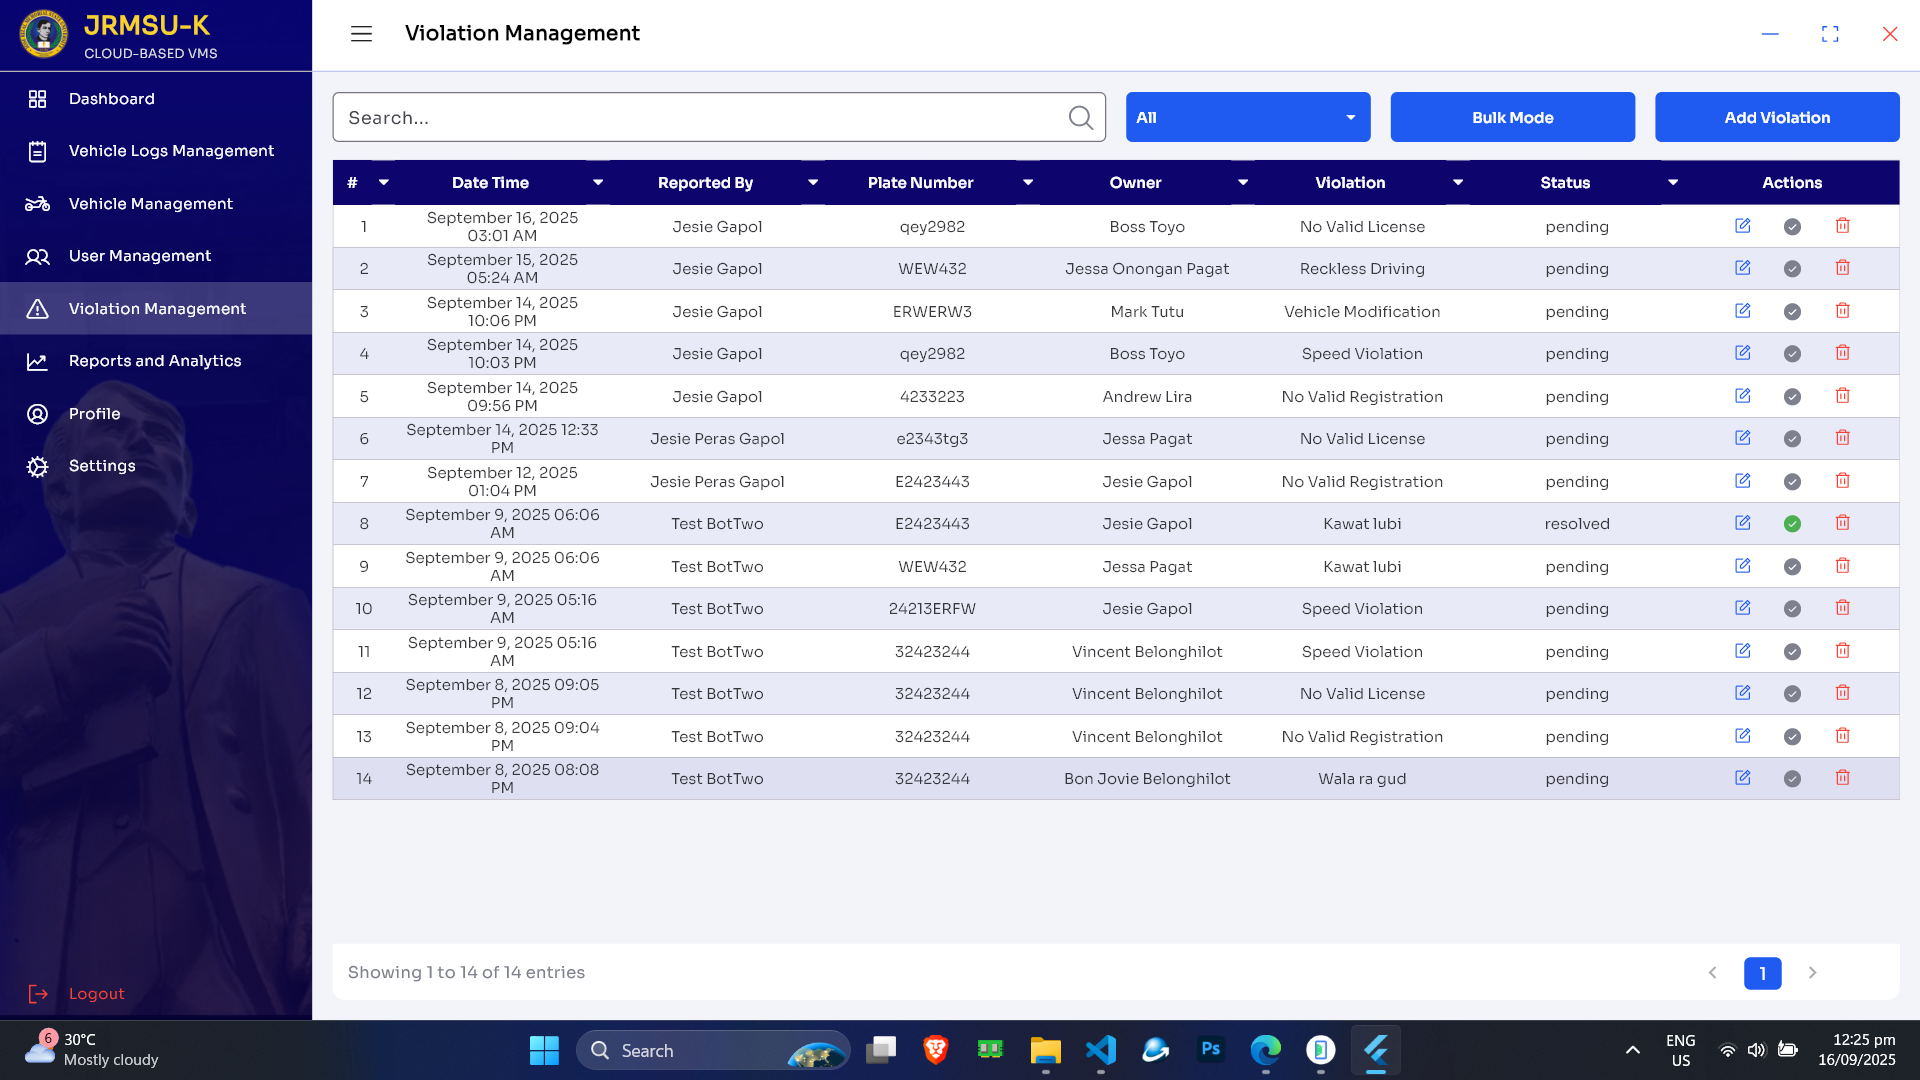 JRMSU-K
CLOUD-BASED VMS
Dashboard
Vehicle Logs Management
Vehicle Management
User Management
Violation Management
Reports and Analytics
Profile
Settings
Logout
Violation Management
Search...
All
Bulk Mode
Add Violation
# Date Time Reported By Plate Number Owner Violation Status Actions
1 September 16, 2025 03:01 AM Jesie Gapol qey2982 Boss Toyo No Valid License pending
2 September 15, 2025 05:24 AM Jesie Gapol WEW432 Jessa Onongan Pagat Reckless Driving pending
3 September 14, 2025 10:06 PM Jesie Gapol ERWERW3 Mark Tutu Vehicle Modification pending
4 September 14, 2025 10:03 PM Jesie Gapol qey2982 Boss Toyo Speed Violation pending
5 September 14, 2025 09:56 PM Jesie Gapol 4233223 Andrew Lira No Valid Registration pending
6 September 14, 2025 12:33 PM Jesie Peras Gapol e2343tg3 Jessa Pagat No Valid License pending
7 September 12, 2025 01:04 PM Jesie Peras Gapol E2423443 Jesie Gapol No Valid Registration pending
8 September 9, 2025 06:06 AM Test BotTwo E2423443 Jesie Gapol Kawat lubi resolved
9 September 9, 2025 06:06 AM Test BotTwo WEW432 Jessa Pagat Kawat lubi pending
10 September 9, 2025 05:16 AM Test BotTwo 24213ERFW Jesie Gapol Speed Violation pending
11 September 9, 2025 05:16 AM Test BotTwo 32423244 Vincent Belonghilot Speed Violation pending
12 September 8, 2025 09:05 PM Test BotTwo 32423244 Vincent Belonghilot No Valid License pending
13 September 8, 2025 09:04 PM Test BotTwo 32423244 Vincent Belonghilot No Valid Registration pending
14 September 8, 2025 08:08 PM Test BotTwo 32423244 Bon Jovie Belonghilot Wala ra gud pending
Showing 1 to 14 of 14 entries
1
6
30°C
Mostly cloudy
Search
Ps
ENG
US
12:25 pm
16/09/2025